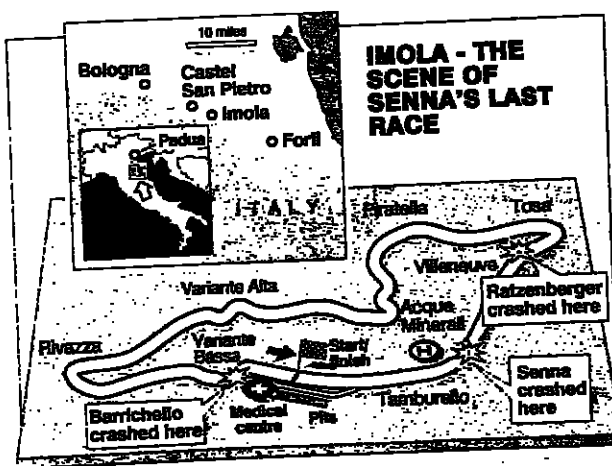 10 miles
Bologna
Castel
San Pietro
Imola
Forli
Padua
ITALY
IMOLA - THE
SCENE OF
SENNA'S LAST
RACE
Piratella
Tosa
Villeneuve
Ratzenberger
crashed here
Variante Alta
Acque
Minerali
Rivazza
Variante
Bassa
Start/
finish
H
Senna
crashed
here
Tamburello
Barrichello
crashed here
Medical
centre
Pits